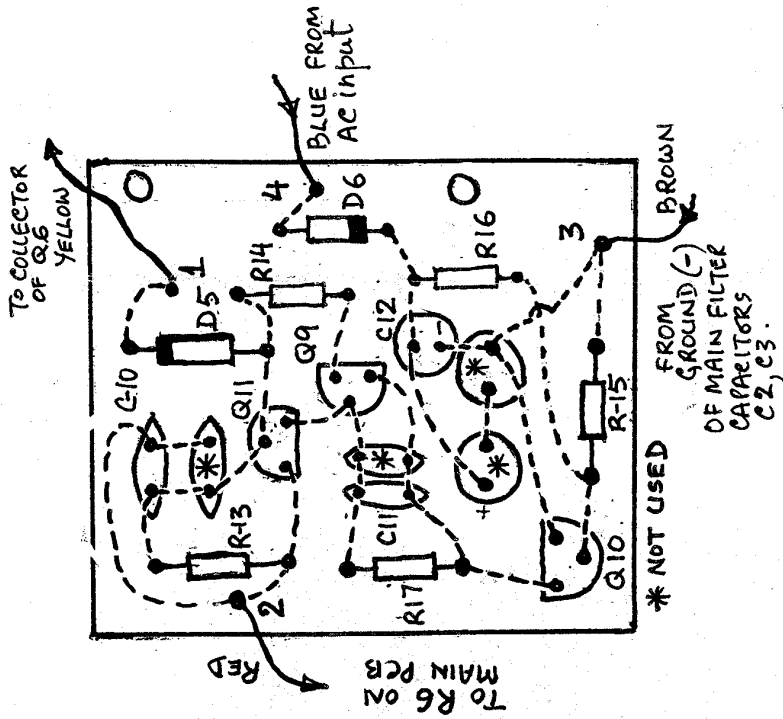 TO COLLECTOR
OF Q6
YELLOW
BLUE FROM
AC input
1
4
D5
D6
R14
C-10
Q11
Q9
C12
R16
3
BROWN
R-13
C11
*
*
*
+
-
R-15
R17
Q10
2
RED
TO R6 ON
MAIN PCB
* NOT USED
FROM
GROUND (-)
OF MAIN FILTER
CAPACITORS
C2, C3.